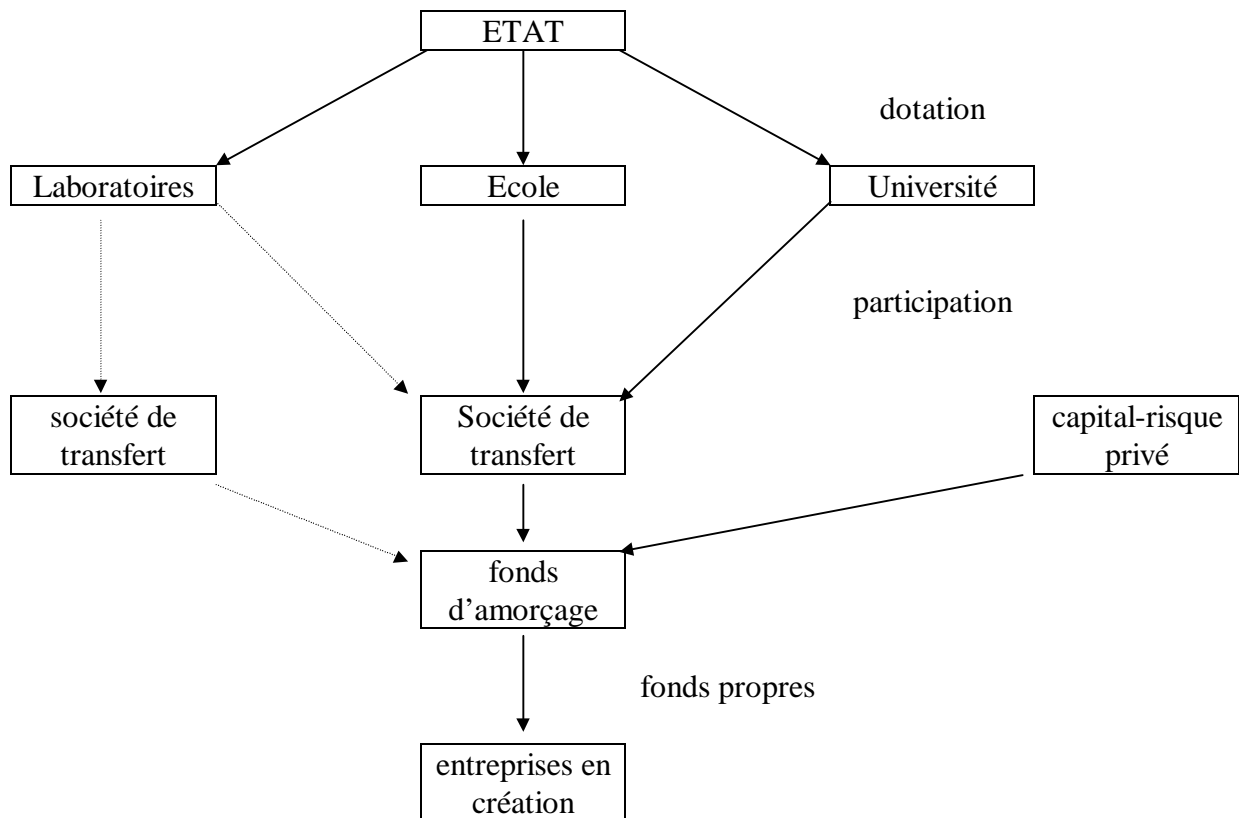 ETAT
dotation
Laboratoires
Ecole
Université
participation
société de
transfert
Société de
transfert
capital-risque
privé
fonds
d’amorçage
fonds propres
entreprises en
création